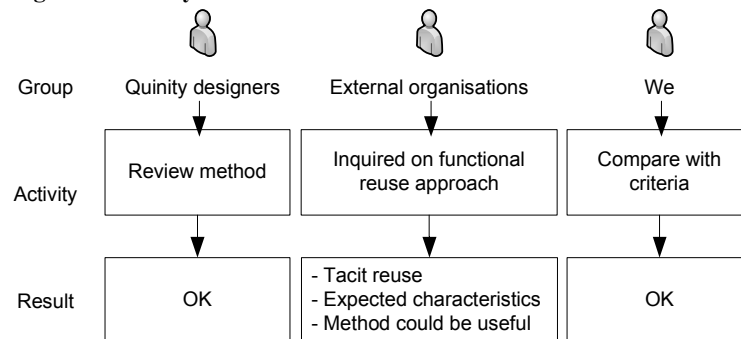 Group
Quinity designers
External organisations
We
Activity
Review method
Inquired on functional
reuse approach
Compare with
criteria
Result
OK
- Tacit reuse
- Expected characteristics
- Method could be useful
OK